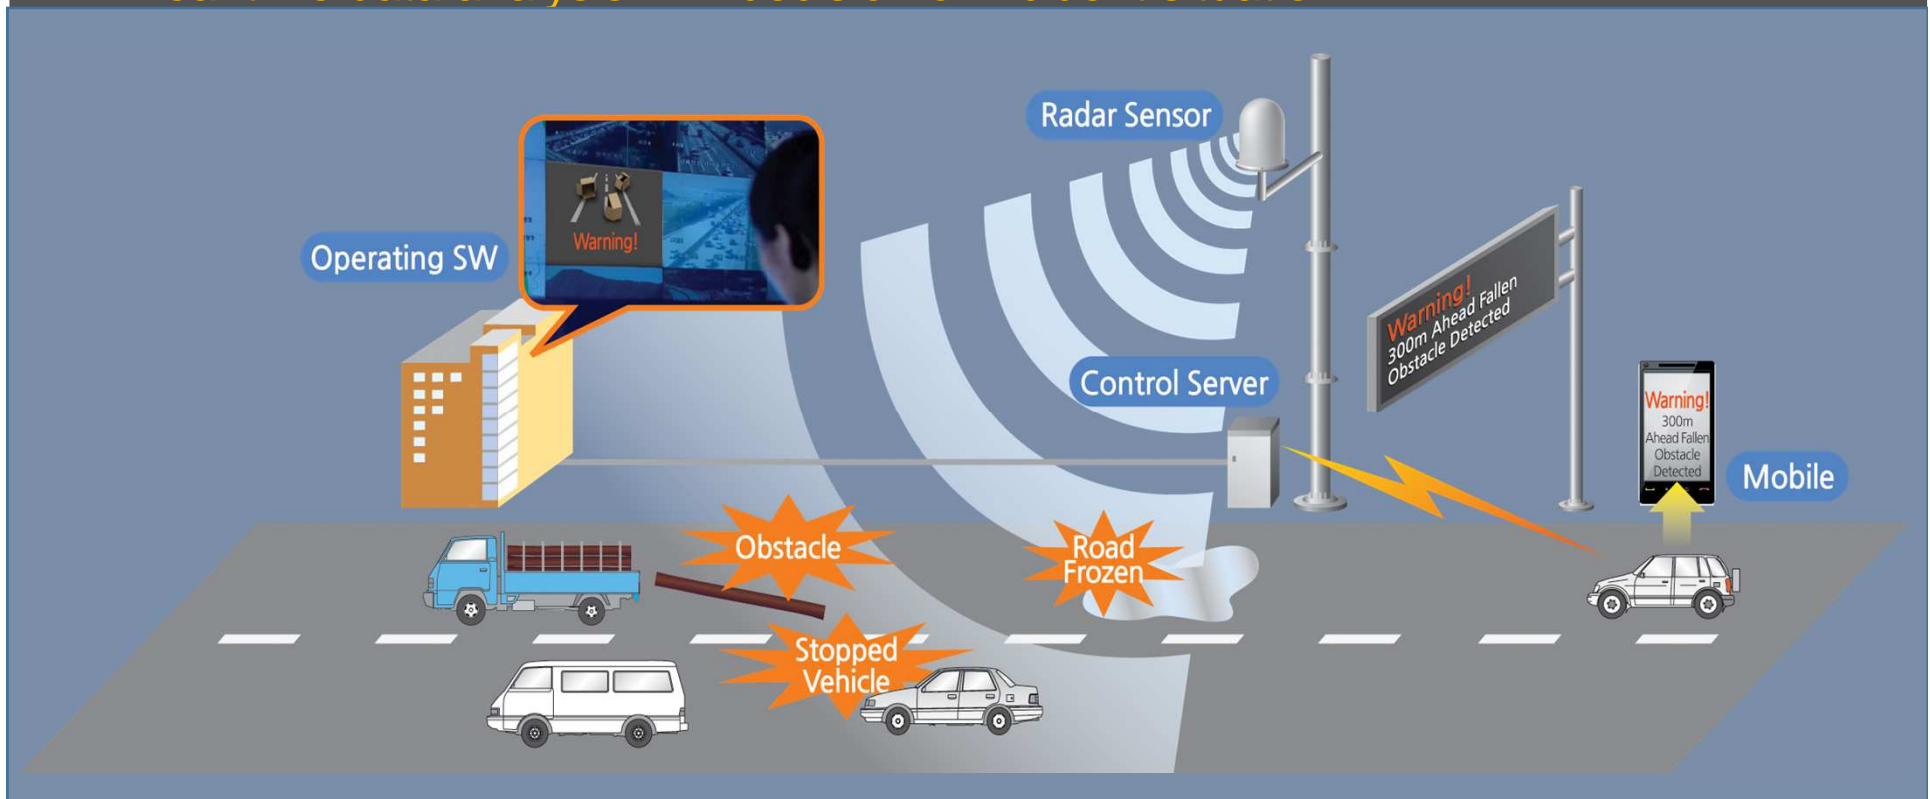 Radar Sensor
Operating SW
Warning!
Warning!
300m Ahead Fallen
Obstacle Detected
Control Server
Warning!
300m
Ahead Fallen
Obstacle
Detected
Mobile
Obstacle
Road
Frozen
Stopped
Vehicle